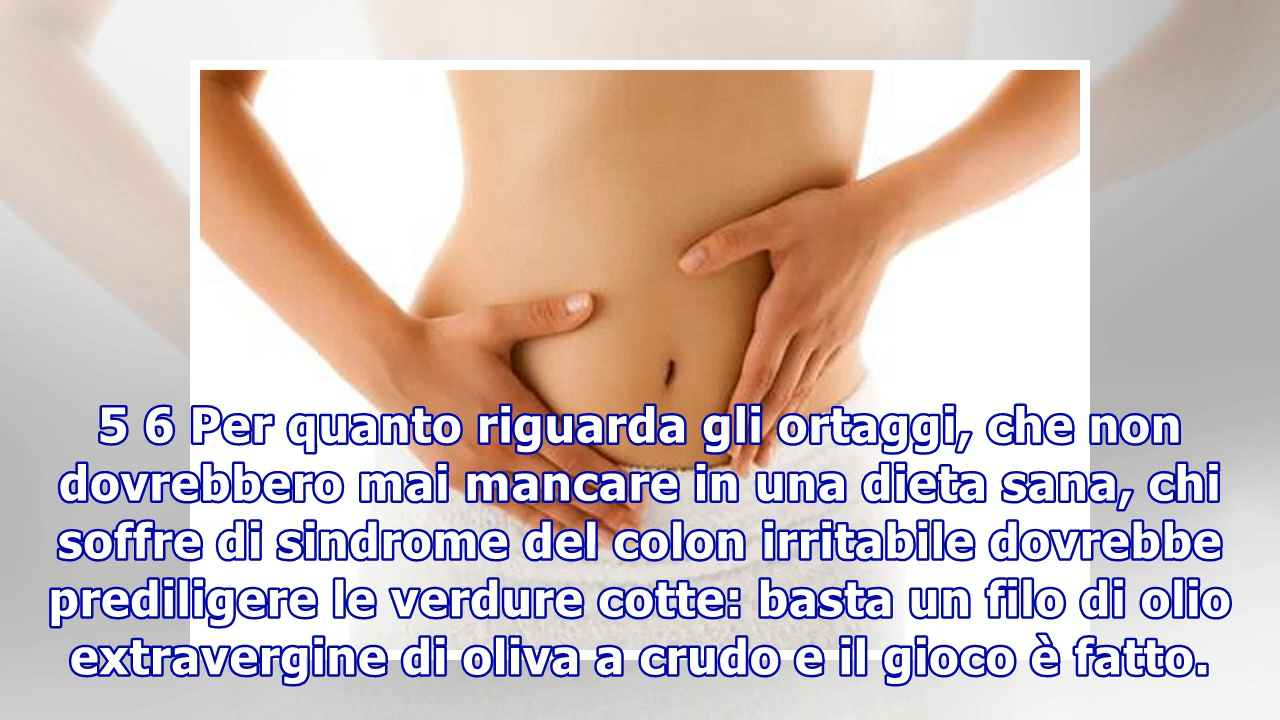 5 6 Per quanto riguarda gli ortaggi, che non
dovrebbero mai mancare in una dieta sana, chi
soffre di sindrome del colon irritabile dovrebbe
prediligere le verdure cotte: basta un filo di olio
extravergine di oliva a crudo e il gioco è fatto.